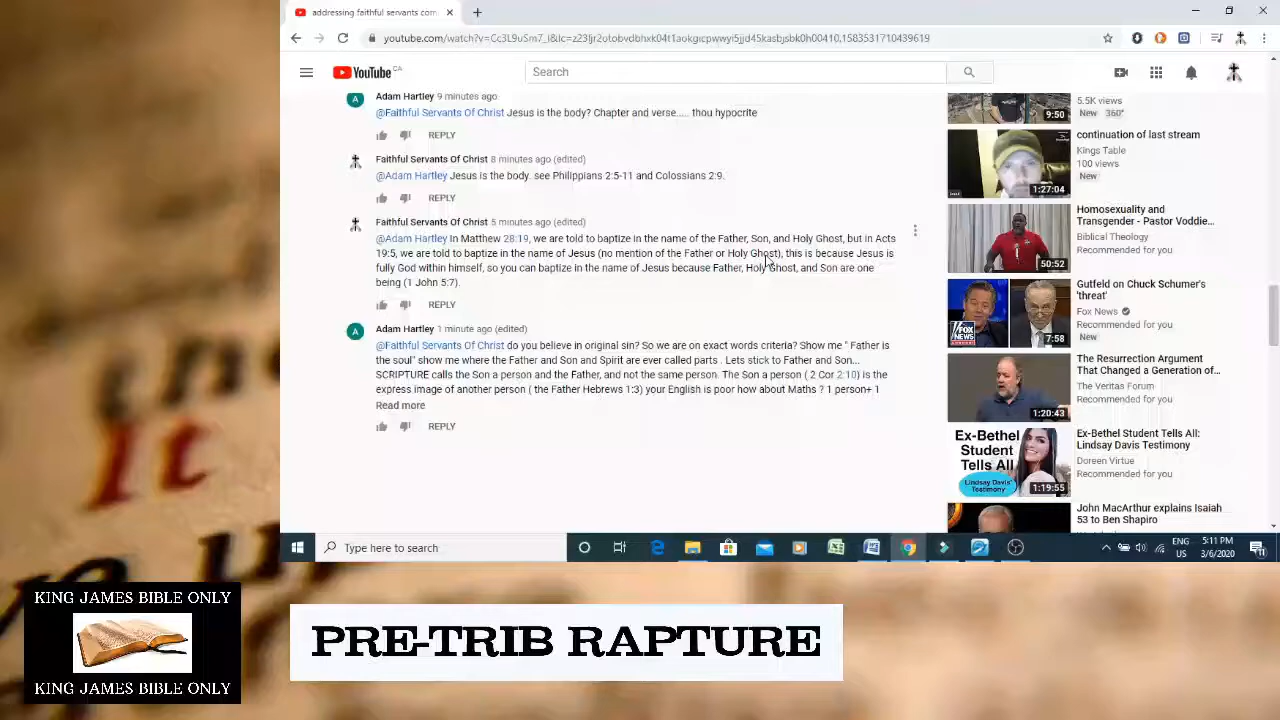 addressing faithful servants com
youtube.com/watch?v=Cc3L9uSm7_I&lc=z23ljr2otobvdbhxk04t1aokgicpwwyi5jjd45kasbjsbk0h00410,1583531710439619
YouTube CA
Search
Adam Hartley 9 minutes ago
@Faithful Servants Of Christ Jesus is the body? Chapter and verse..... thou hypocrite
REPLY
Faithful Servants Of Christ 8 minutes ago (edited)
@Adam Hartley Jesus is the body. see Philippians 2:5-11 and Colossians 2:9.
REPLY
Faithful Servants Of Christ 5 minutes ago (edited)
@Adam Hartley In Matthew 28:19, we are told to baptize in the name of the Father, Son, and Holy Ghost, but in Acts
19:5, we are told to baptize in the name of Jesus (no mention of the Father or Holy Ghost), this is because Jesus is
fully God within himself, so you can baptize in the name of Jesus because Father, Holy Ghost, and Son are one
being (1 John 5:7).
REPLY
Adam Hartley 1 minute ago (edited)
@Faithful Servants Of Christ do you believe in original sin? So we are on exact words criteria? Show me " Father is
the soul" show me where the Father and Son and Spirit are ever called parts . Lets stick to Father and Son...
SCRIPTURE calls the Son a person and the Father, and not the same person. The Son a person ( 2 Cor 2:10) is the
express image of another person ( the Father Hebrews 1:3) your English is poor how about Maths ? 1 person+ 1
Read more
REPLY
5.5K views
New 360°
9:50
continuation of last stream
Kings Table
100 views
New
1:27:04
Homosexuality and
Transgender - Pastor Voddie...
Biblical Theology
Recommended for you
50:52
Gutfeld on Chuck Schumer's
'threat'
Fox News
Recommended for you
New
FOX
NEWS
7:58
The Resurrection Argument
That Changed a Generation of...
The Veritas Forum
Recommended for you
1:20:43
Ex-Bethel Student Tells All:
Lindsay Davis Testimony
Doreen Virtue
Recommended for you
Ex-Bethel
Student
Tells All
Lindsay Davis'
Testimony
1:19:55
John MacArthur explains Isaiah
53 to Ben Shapiro
Type here to search
ENG
US
5:11 PM
3/6/2020
It
KING JAMES BIBLE ONLY
KING JAMES BIBLE ONLY
PRE-TRIB RAPTURE